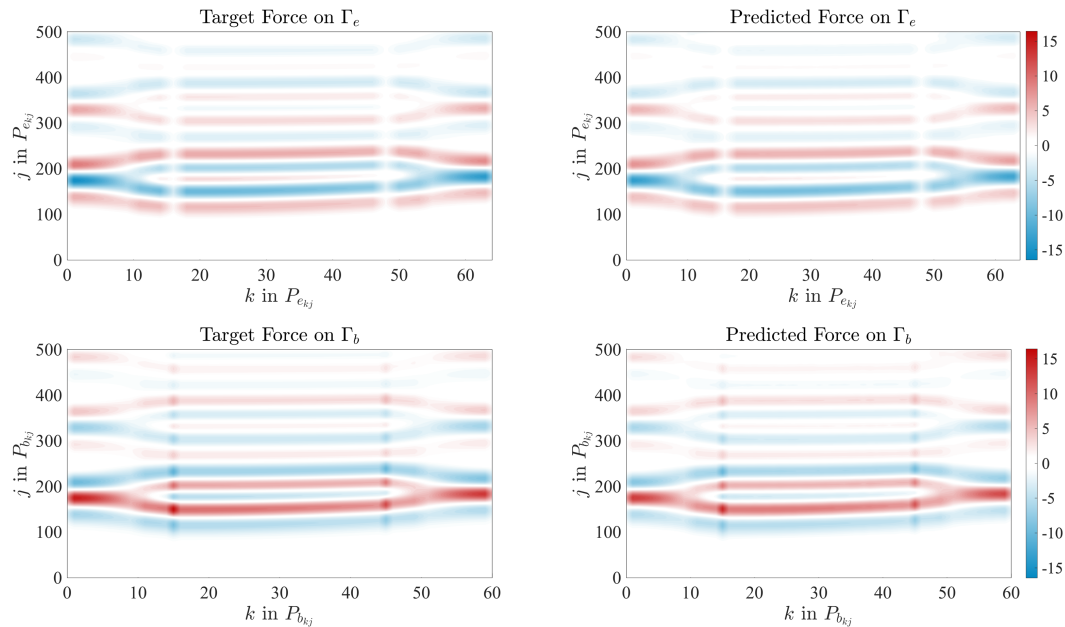 Target Force on Γₑ
Predicted Force on Γₑ
500
400
300
200
100
0
j in P_{e_{kj}}
0 10 20 30 40 50 60
k in P_{e_{kj}}
500
400
300
200
100
0
j in P_{e_{kj}}
0 10 20 30 40 50 60
k in P_{e_{kj}}
15
10
5
0
-5
-10
-15
Target Force on Γ_b
Predicted Force on Γ_b
500
400
300
200
100
0
j in P_{b_{kj}}
0 10 20 30 40 50 60
k in P_{b_{kj}}
500
400
300
200
100
0
j in P_{b_{kj}}
0 10 20 30 40 50 60
k in P_{b_{kj}}
15
10
5
0
-5
-10
-15